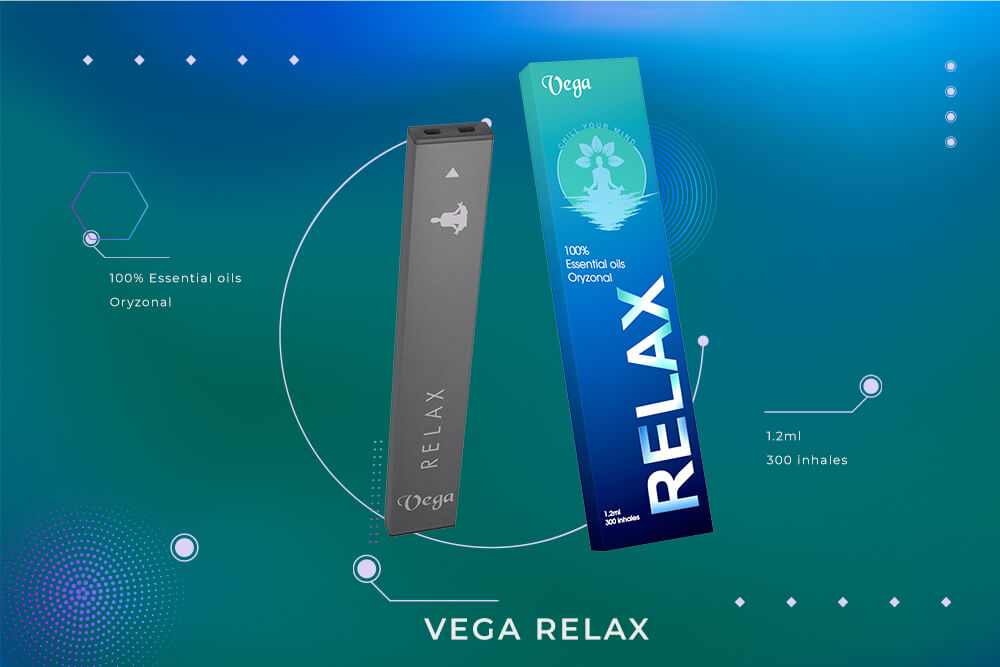 Vega
CHILL YOUR MIND
100%
Essential oils
Oryzonal
RELAX
1.2ml
300 inhales
RELAX
Vega
100% Essential oils
Oryzonal
1.2ml
300 inhales
VEGA RELAX